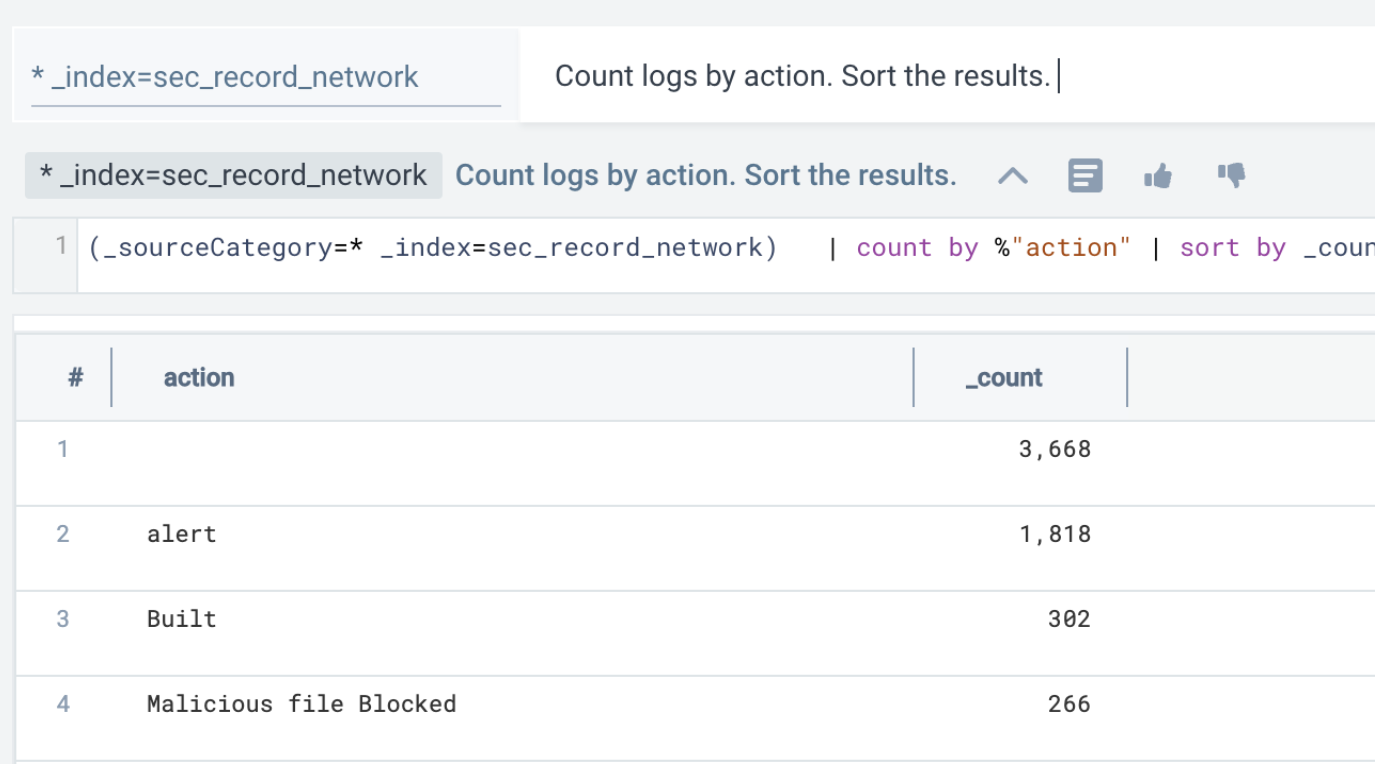 * _index=sec_record_network Count logs by action. Sort the results.
* _index=sec_record_network Count logs by action. Sort the results.
1 (_sourceCategory=* _index=sec_record_network) | count by %"action" | sort by _coun
# action _count
1 3,668
2 alert 1,818
3 Built 302
4 Malicious file Blocked 266